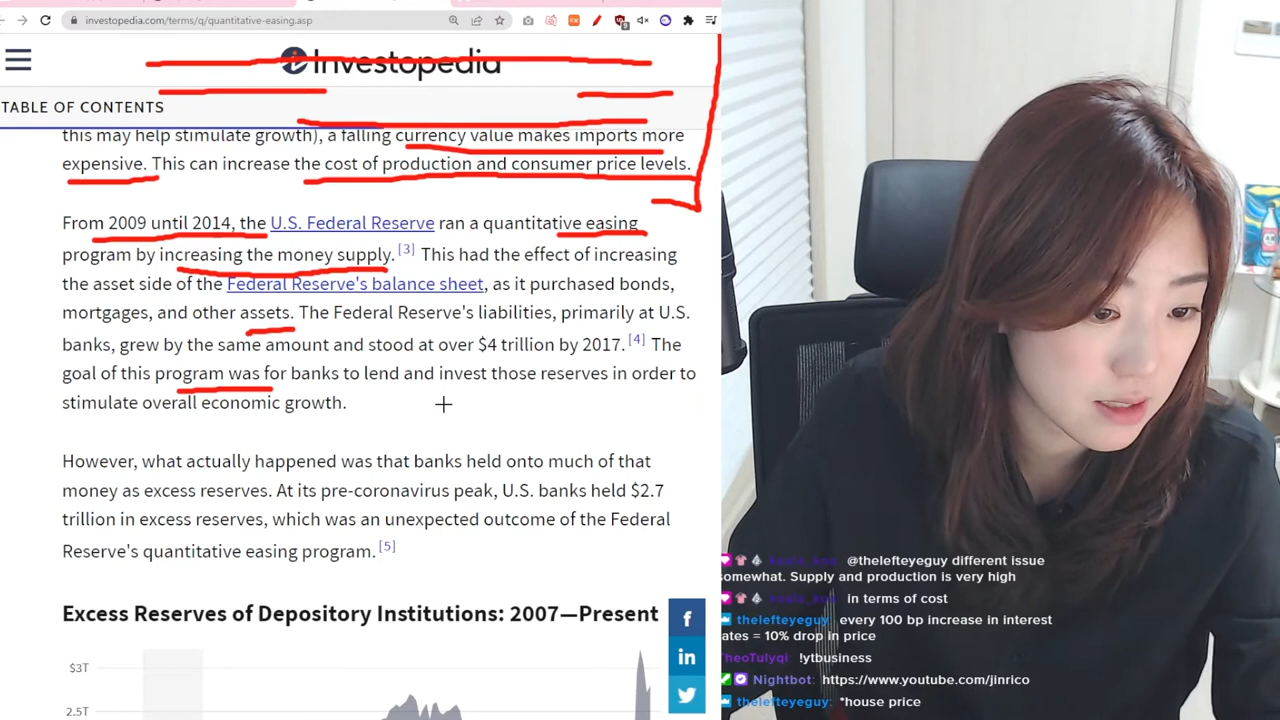 investopedia.com/terms/q/quantitative-easing.asp
Investopedia
TABLE OF CONTENTS
this may help stimulate growth), a falling currency value makes imports more
expensive. This can increase the cost of production and consumer price levels.
From 2009 until 2014, the U.S. Federal Reserve ran a quantitative easing
program by increasing the money supply.[3] This had the effect of increasing
the asset side of the Federal Reserve's balance sheet, as it purchased bonds,
mortgages, and other assets. The Federal Reserve's liabilities, primarily at U.S.
banks, grew by the same amount and stood at over $4 trillion by 2017.[4] The
goal of this program was for banks to lend and invest those reserves in order to
stimulate overall economic growth.
However, what actually happened was that banks held onto much of that
money as excess reserves. At its pre-coronavirus peak, U.S. banks held $2.7
trillion in excess reserves, which was an unexpected outcome of the Federal
Reserve's quantitative easing program.[5]
Excess Reserves of Depository Institutions: 2007—Present
$3T
2.5T
f
in
@thelefteyeguy different issue
somewhat. Supply and production is very high
in terms of cost
thelefteyeguy: every 100 bp increase in interest
rates = 10% drop in price
TheoTulyqi: !ytbusiness
Nightbot: https://www.youtube.com/jinrico
thelefteyeguy: *house price